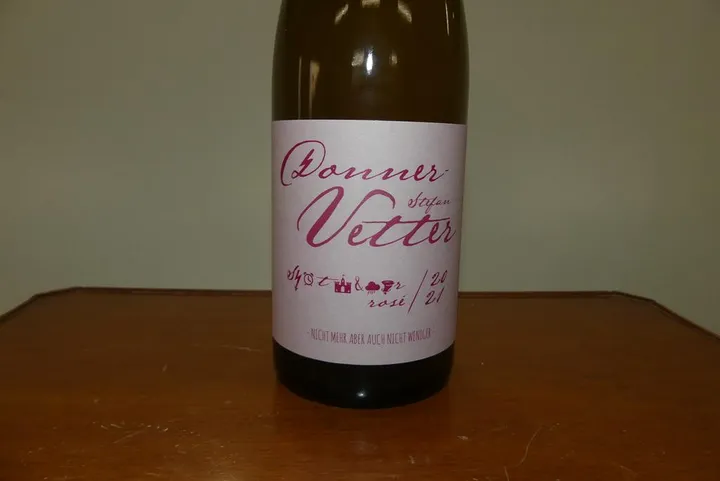 Donner-
Stefan
Vetter
rosé / 20 21
- NICHT MEHR ABER AUCH NICHT WENIGER -